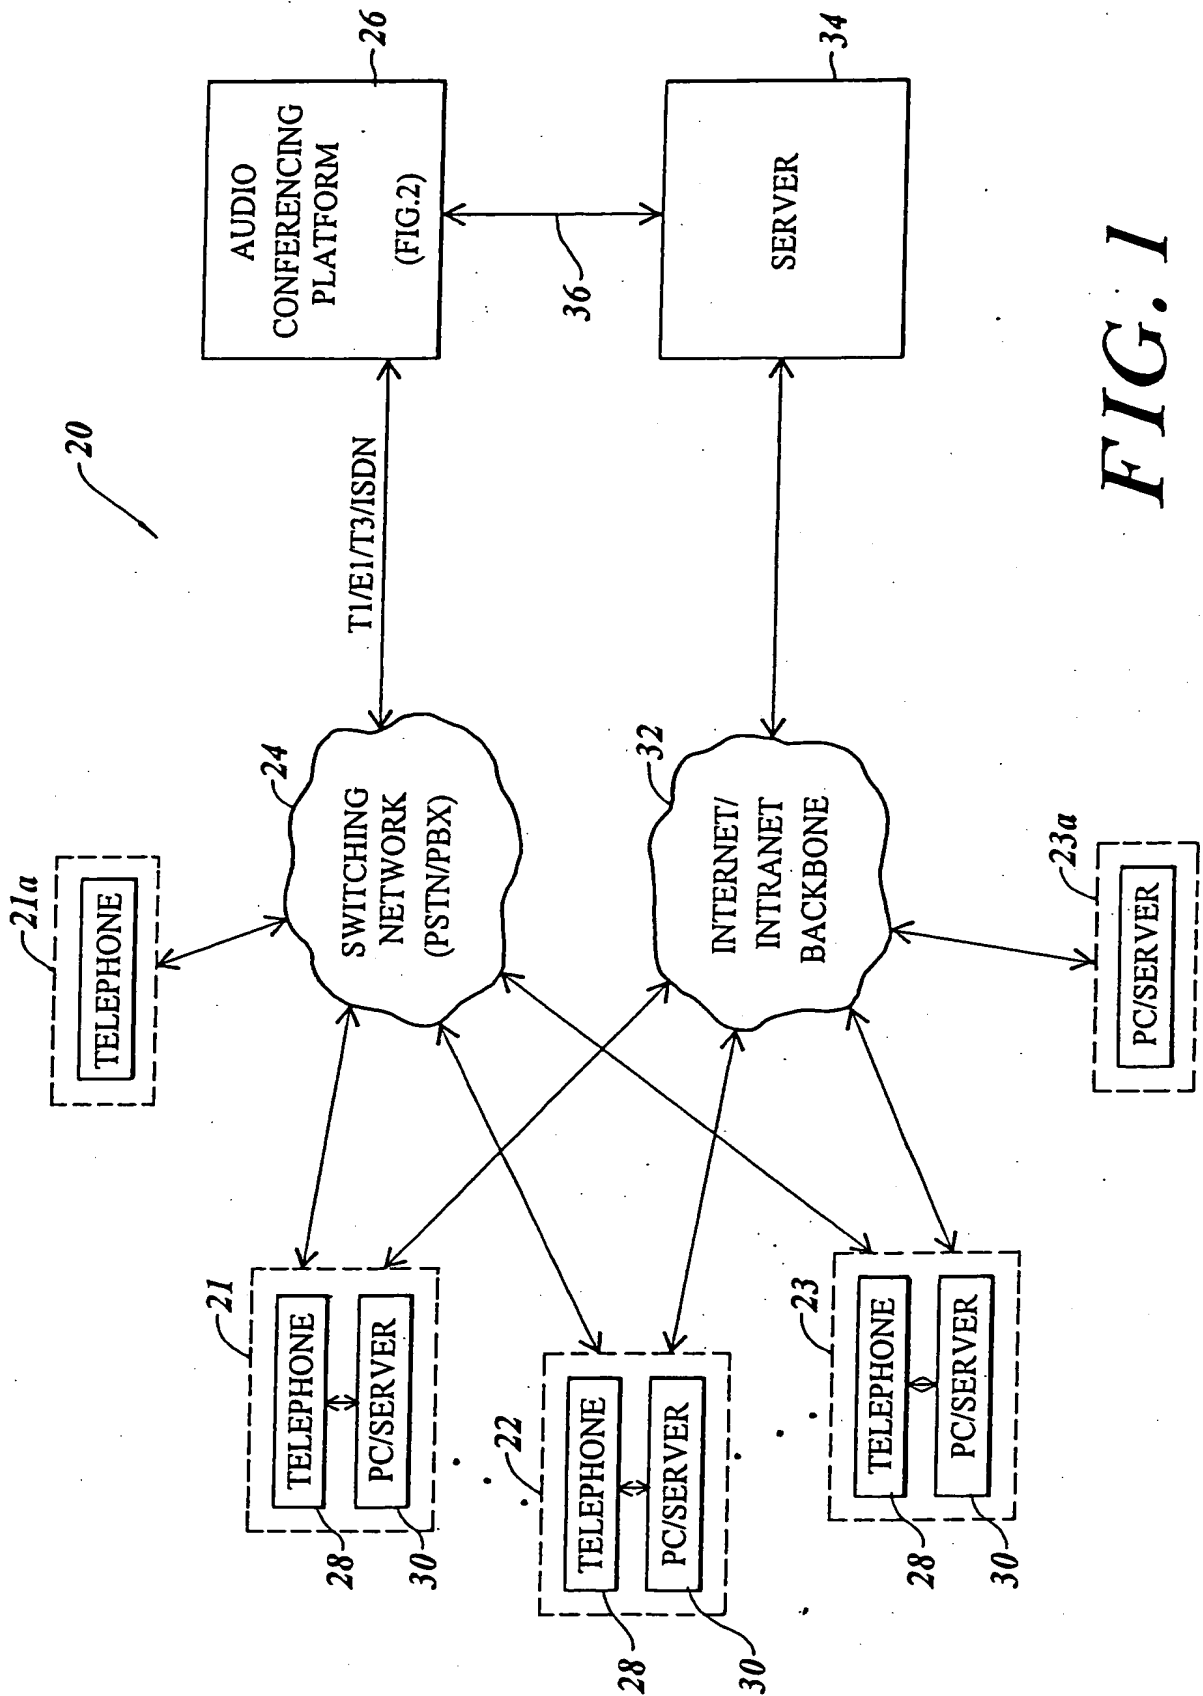 20
21a
TELEPHONE
24
SWITCHING
NETWORK
(PSTN/PBX)
T1/E1/T3/ISDN
26
AUDIO
CONFERENCING
PLATFORM
(FIG.2)
36
34
SERVER
32
INTERNET/
INTRANET
BACKBONE
21
TELEPHONE
PC/SERVER
28
30
22
TELEPHONE
PC/SERVER
28
30
23
TELEPHONE
PC/SERVER
28
30
23a
PC/SERVER
FIG. 1